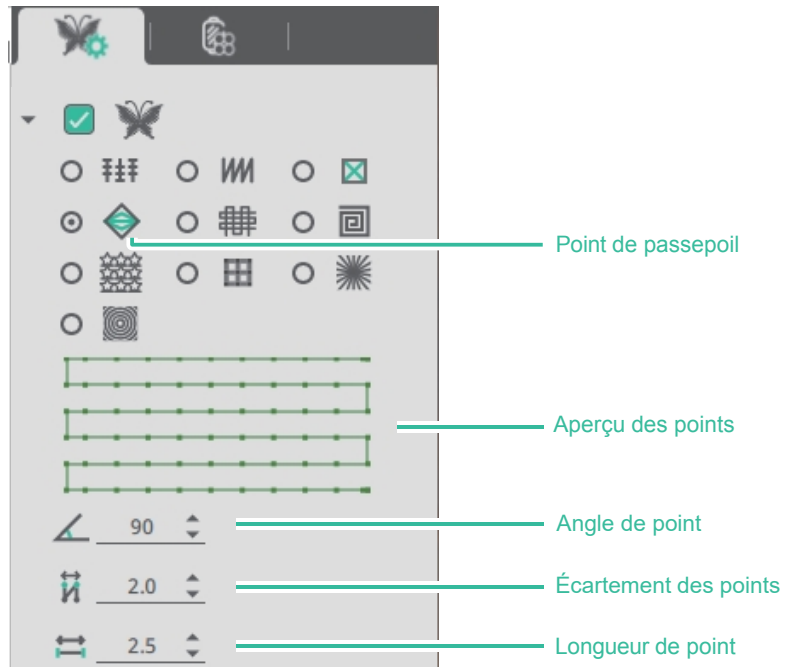 Point de passepoil
Aperçu des points
90
Angle de point
2.0
Écartement des points
2.5
Longueur de point